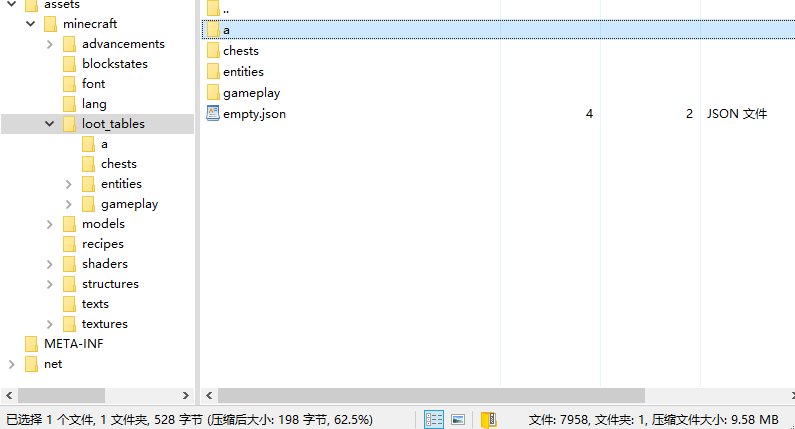 assets
minecraft
advancements
blockstates
font
lang
loot_tables
a
chests
entities
gameplay
models
recipes
shaders
structures
texts
textures
META-INF
net
..
a
chests
entities
gameplay
empty.json 4 2 JSON 文件
已选择 1 个文件, 1 文件夹, 528 字节 (压缩后大小: 198 字节, 62.5%)
文件: 7958, 文件夹: 1, 压缩文件大小: 9.58 MB